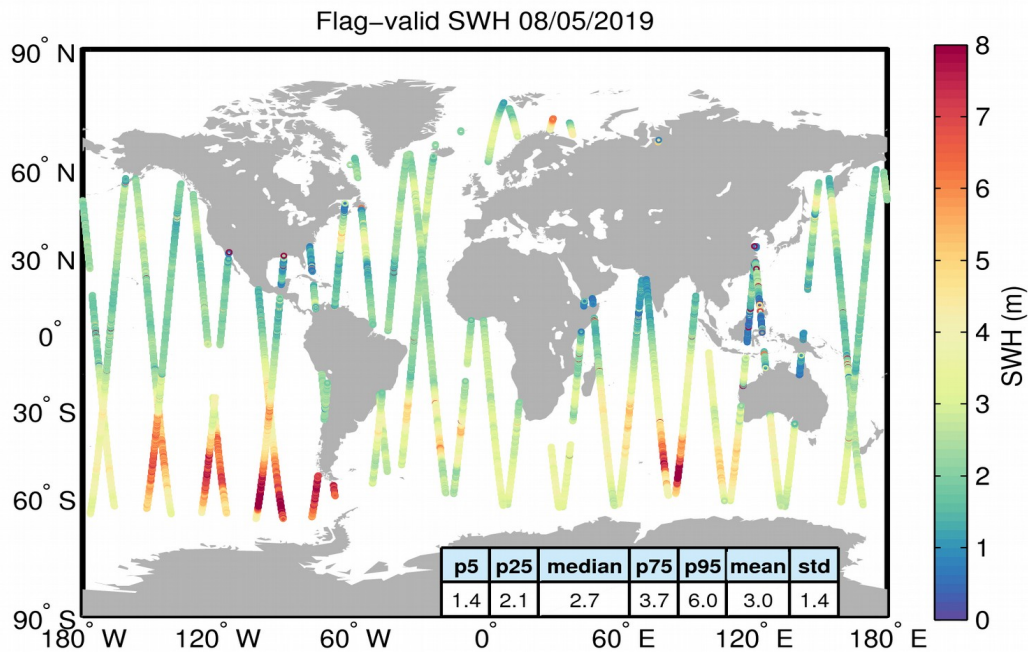 Flag−valid SWH 08/05/2019
90° N
60° N
30° N
0°
30° S
60° S
90° S
180° W
120° W
60° W
0°
60° E
120° E
180° E
p5 p25 median p75 p95 mean std
1.4 2.1 2.7 3.7 6.0 3.0 1.4
8
7
6
5
4
3
2
1
0
SWH (m)